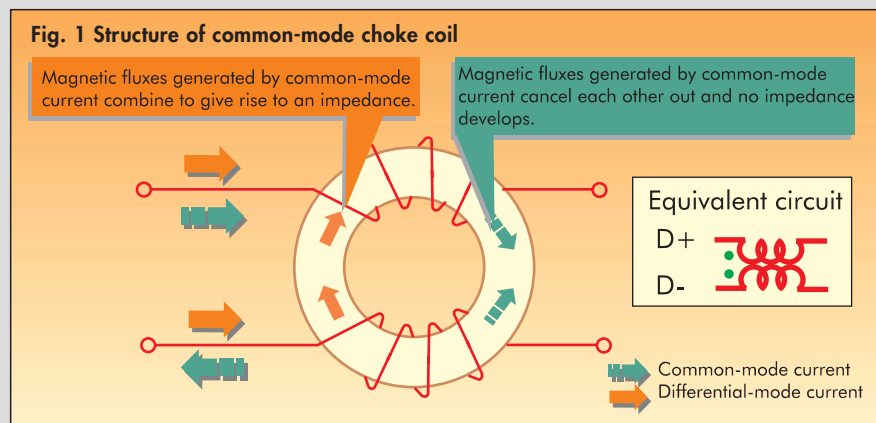 Fig. 1 Structure of common-mode choke coil
Magnetic fluxes generated by common-mode
current combine to give rise to an impedance.
Magnetic fluxes generated by common-mode
current cancel each other out and no impedance
develops.
Equivalent circuit
D+
D-
Common-mode current
Differential-mode current